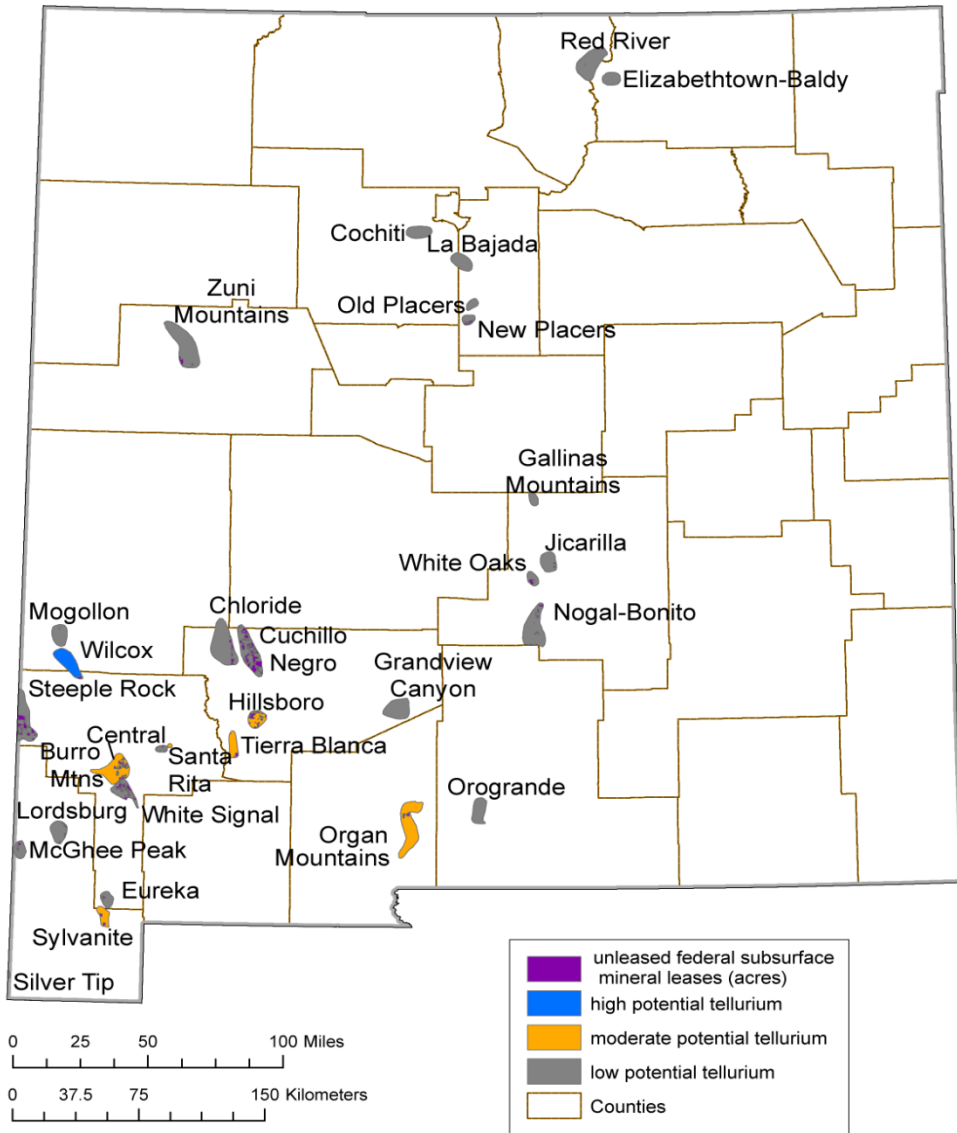 Red River
Elizabethtown-Baldy
Cochiti
La Bajada
Zuni
Mountains
Old Placers
New Placers
Gallinas
Mountains
Jicarilla
White Oaks
Nogal-Bonito
Mogollon
Wilcox
Chloride
Cuchillo
Negro
Grandview
Canyon
Steeple Rock
Hillsboro
Central
Tierra Blanca
Burro
Mtns
Santa
Rita
Lordsburg
White Signal
McGhee Peak
Orogrande
Organ
Mountains
Eureka
Sylvanite
Silver Tip
0 25 50 100 Miles
0 37.5 75 150 Kilometers
unleased federal subsurface
mineral leases (acres)
high potential tellurium
moderate potential tellurium
low potential tellurium
Counties